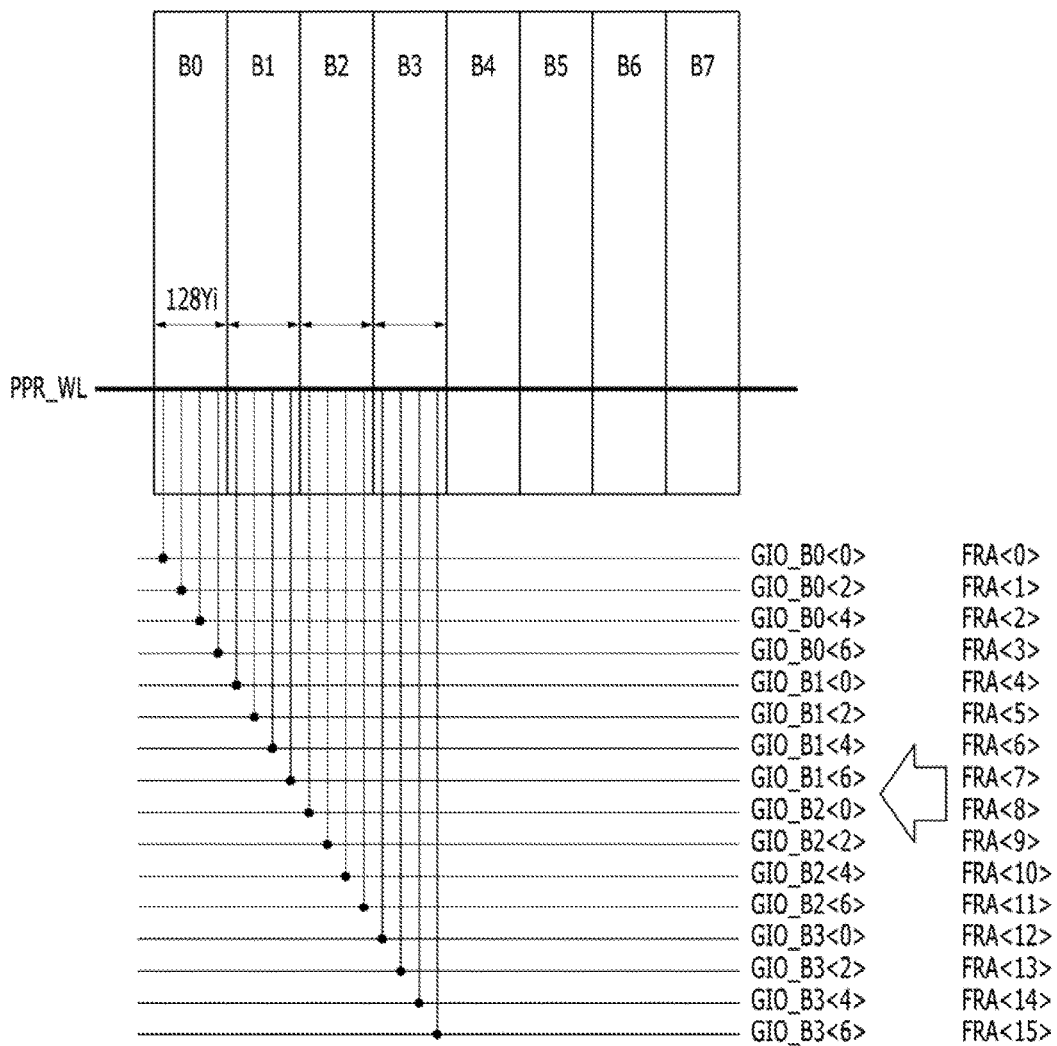 B0 B1 B2 B3 B4 B5 B6 B7
128Yi
PPR_WL
GIO_B0<0> FRA<0>
GIO_B0<2> FRA<1>
GIO_B0<4> FRA<2>
GIO_B0<6> FRA<3>
GIO_B1<0> FRA<4>
GIO_B1<2> FRA<5>
GIO_B1<4> FRA<6>
GIO_B1<6> FRA<7>
GIO_B2<0> FRA<8>
GIO_B2<2> FRA<9>
GIO_B2<4> FRA<10>
GIO_B2<6> FRA<11>
GIO_B3<0> FRA<12>
GIO_B3<2> FRA<13>
GIO_B3<4> FRA<14>
GIO_B3<6> FRA<15>